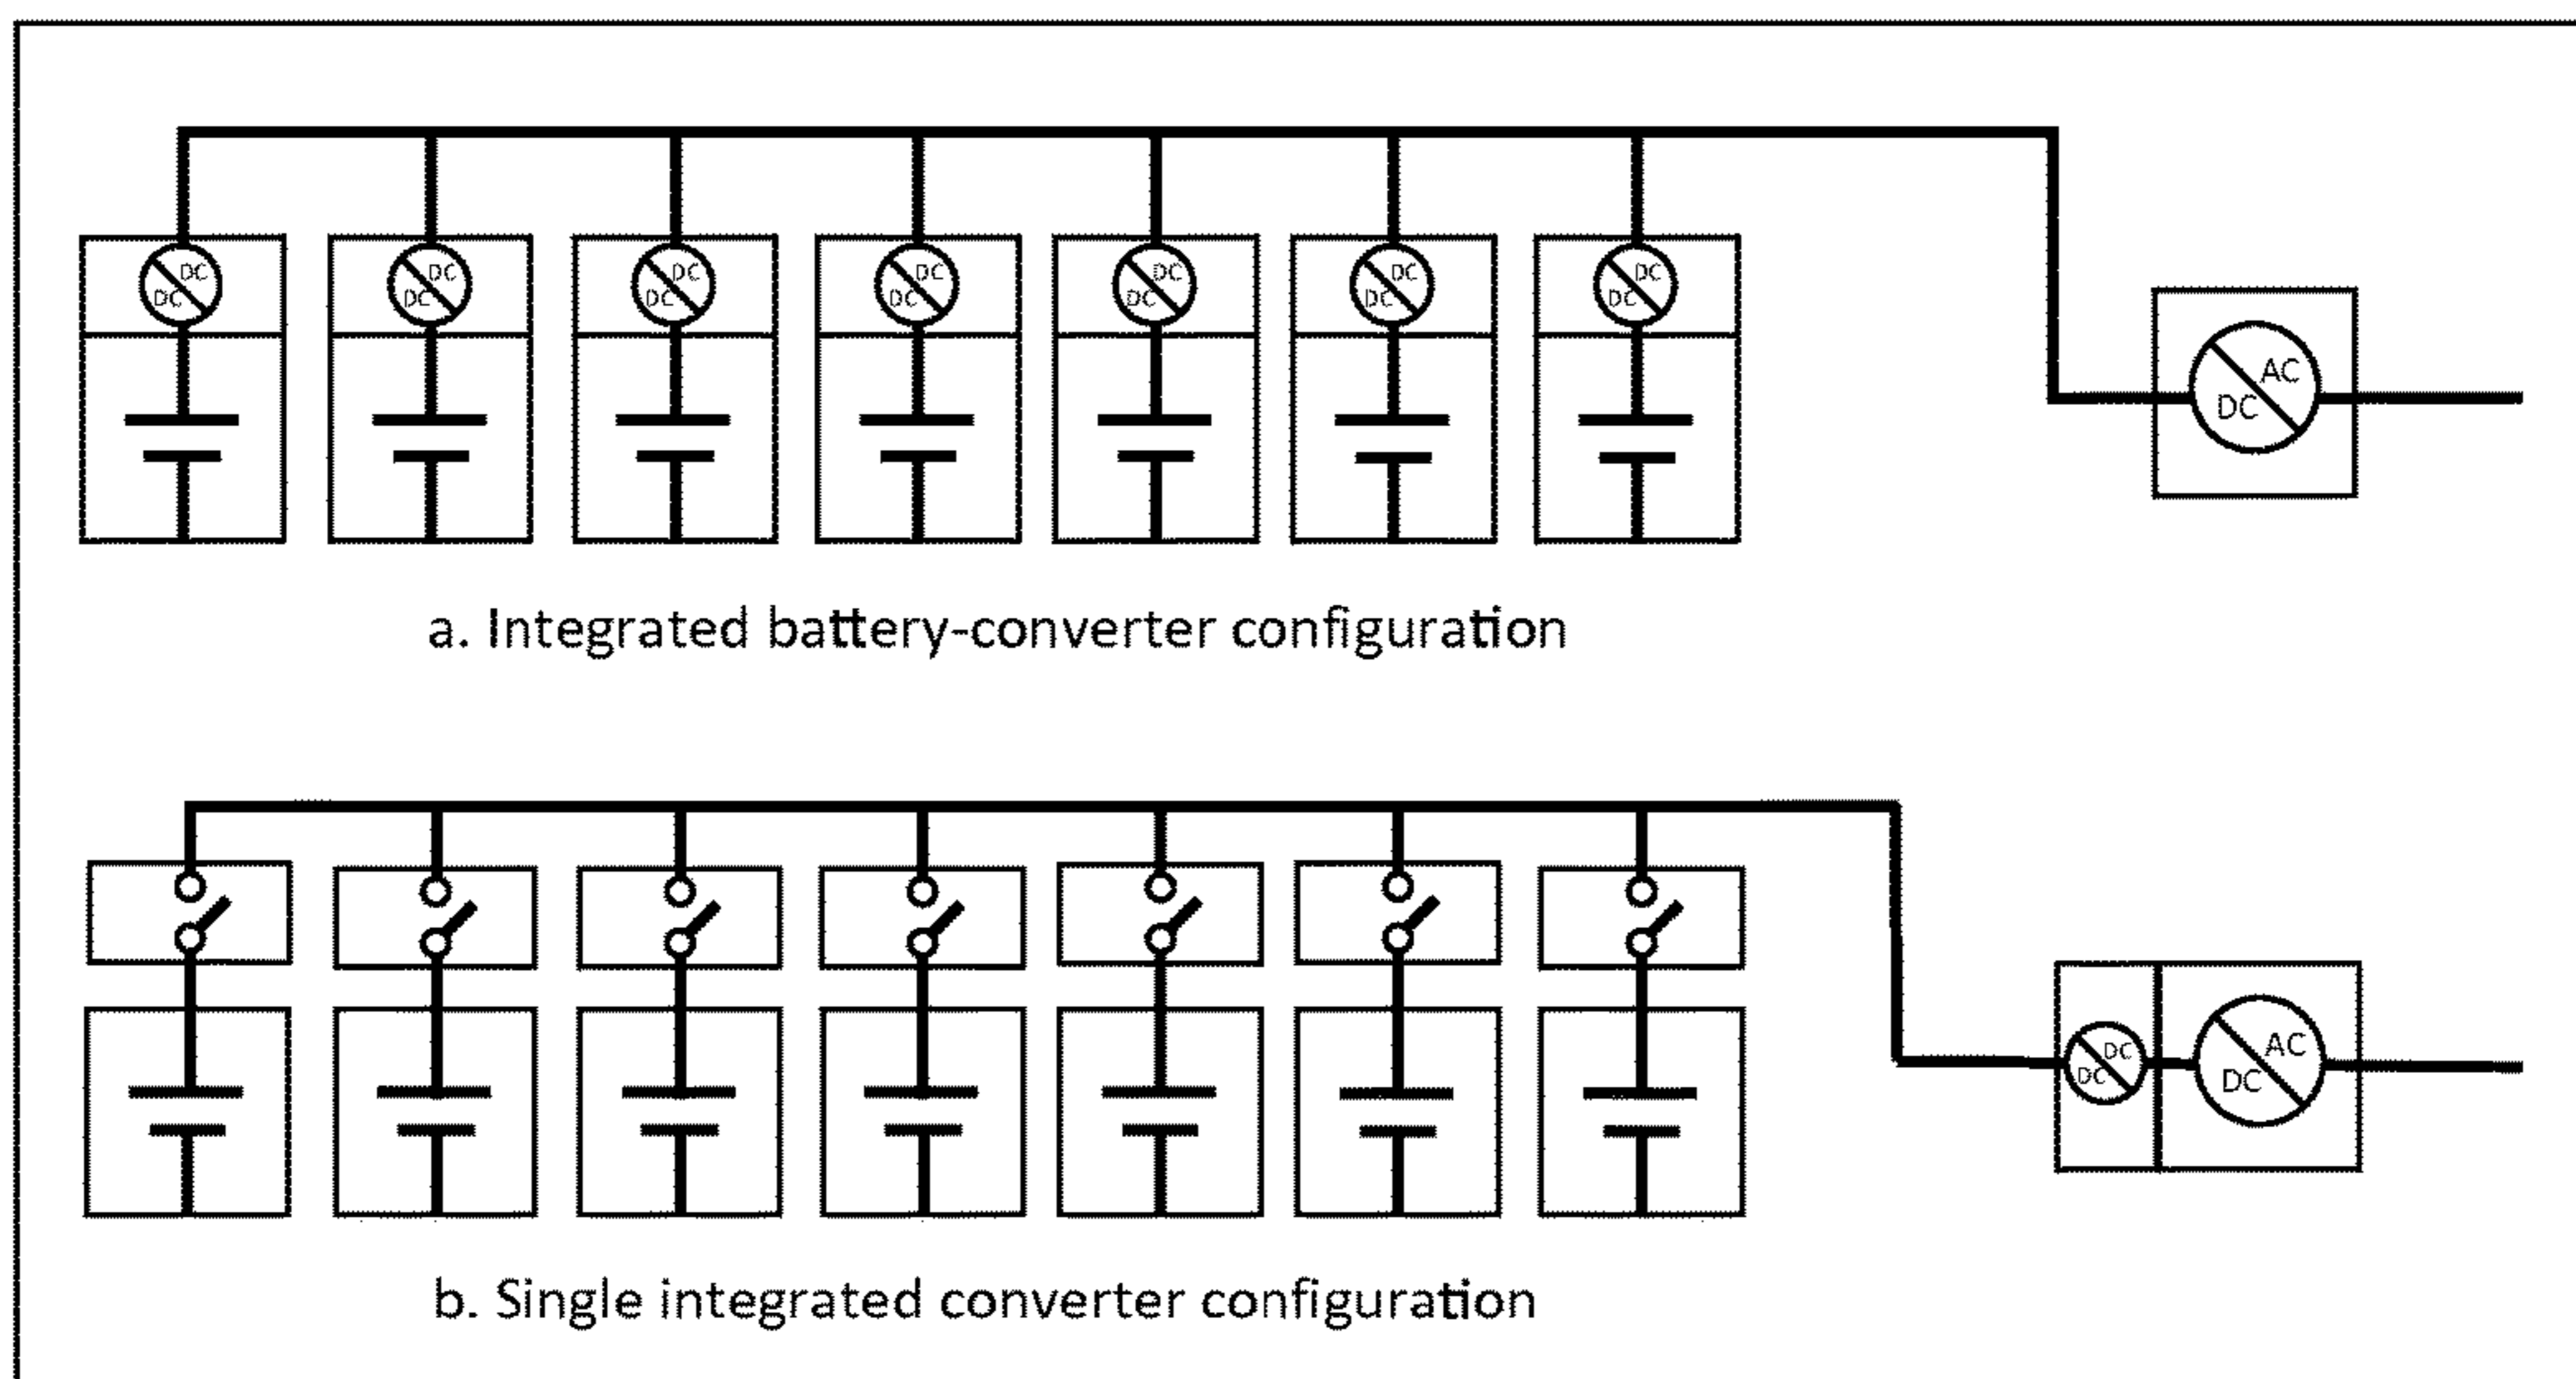 DC
DC
DC
DC
DC
DC
DC
DC
DC
DC
DC
DC
DC
DC
AC
DC
a. Integrated battery-converter configuration
DC
DC
AC
DC
b. Single integrated converter configuration